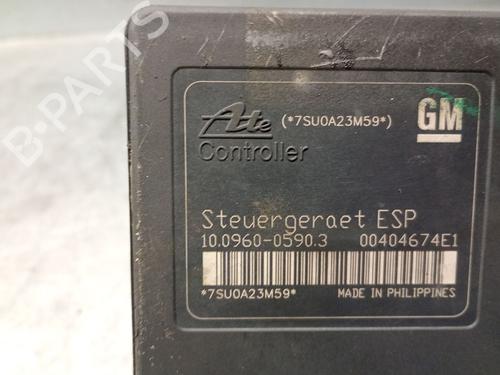 B-PARTS
Ate (*7SU0A23M59*) GM
Controller
Steuergeraet ESP
10.0960-0590.3 00404674E1
*7SU0A23M59* MADE IN PHILIPPINES